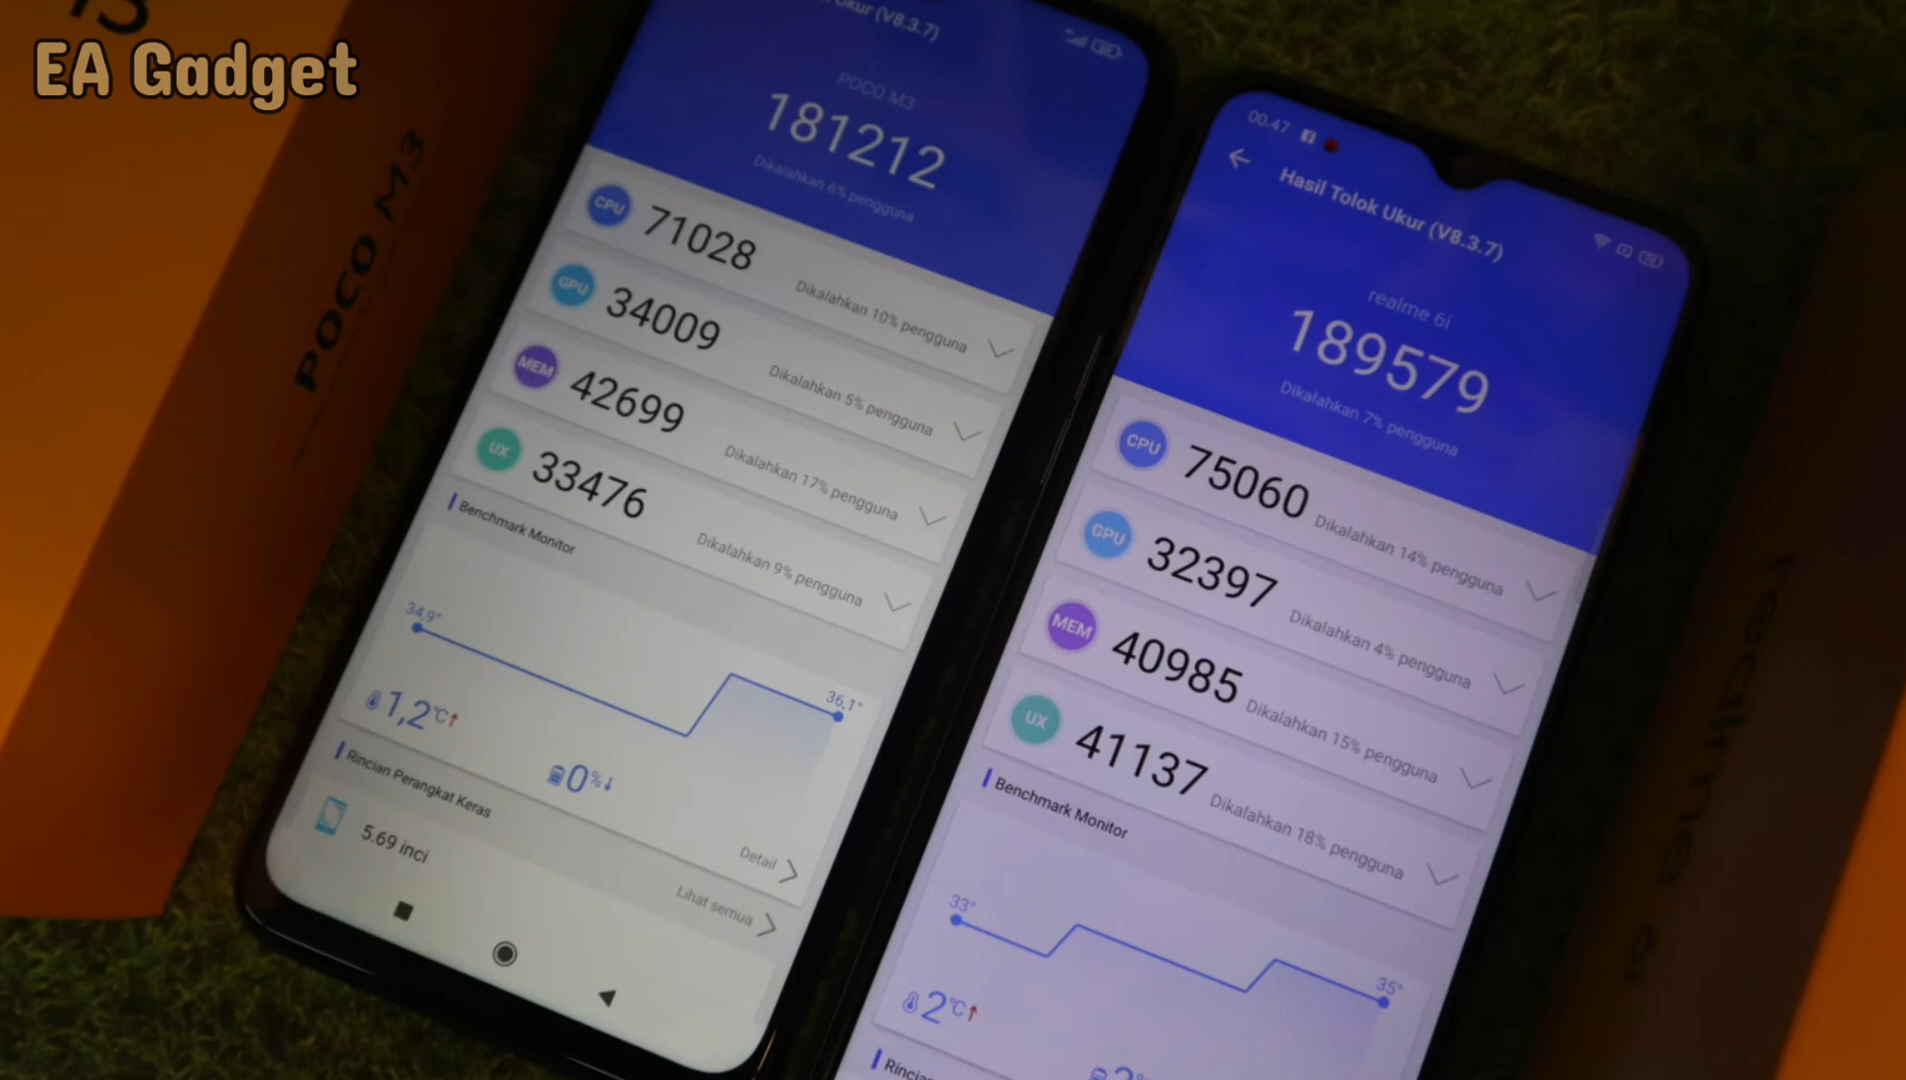 EA Gadget
POCO M3
Ukur (V8.3.7)
POCO M3
181212
Dikalahkan 6% pengguna
CPU 71028 Dikalahkan 10% pengguna
GPU 34009 Dikalahkan 5% pengguna
MEM 42699 Dikalahkan 17% pengguna
UX 33476 Dikalahkan 9% pengguna
Benchmark Monitor
34,9°
36,1°
1,2°C↑
0%↓
Detail
Rincian Perangkat Keras
5.69 inci
Lihat semua
00.47
Hasil Tolok Ukur (V8.3.7)
realme 6i
189579
Dikalahkan 7% pengguna
CPU 75060 Dikalahkan 14% pengguna
GPU 32397 Dikalahkan 4% pengguna
MEM 40985 Dikalahkan 15% pengguna
UX 41137 Dikalahkan 18% pengguna
Benchmark Monitor
33°
35°
2°C↑
realme 6i